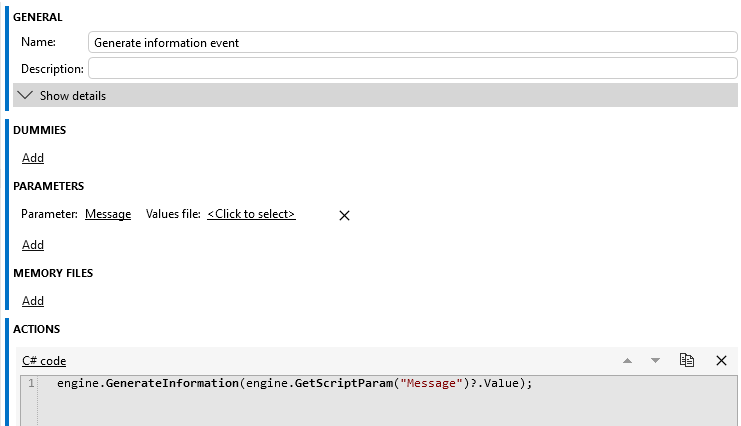 GENERAL
Name: Generate information event
Description:
Show details
DUMMIES
Add
PARAMETERS
Parameter: Message Values file: <Click to select>
Add
MEMORY FILES
Add
ACTIONS
C# code
1 engine.GenerateInformation(engine.GetScriptParam("Message")?.Value);